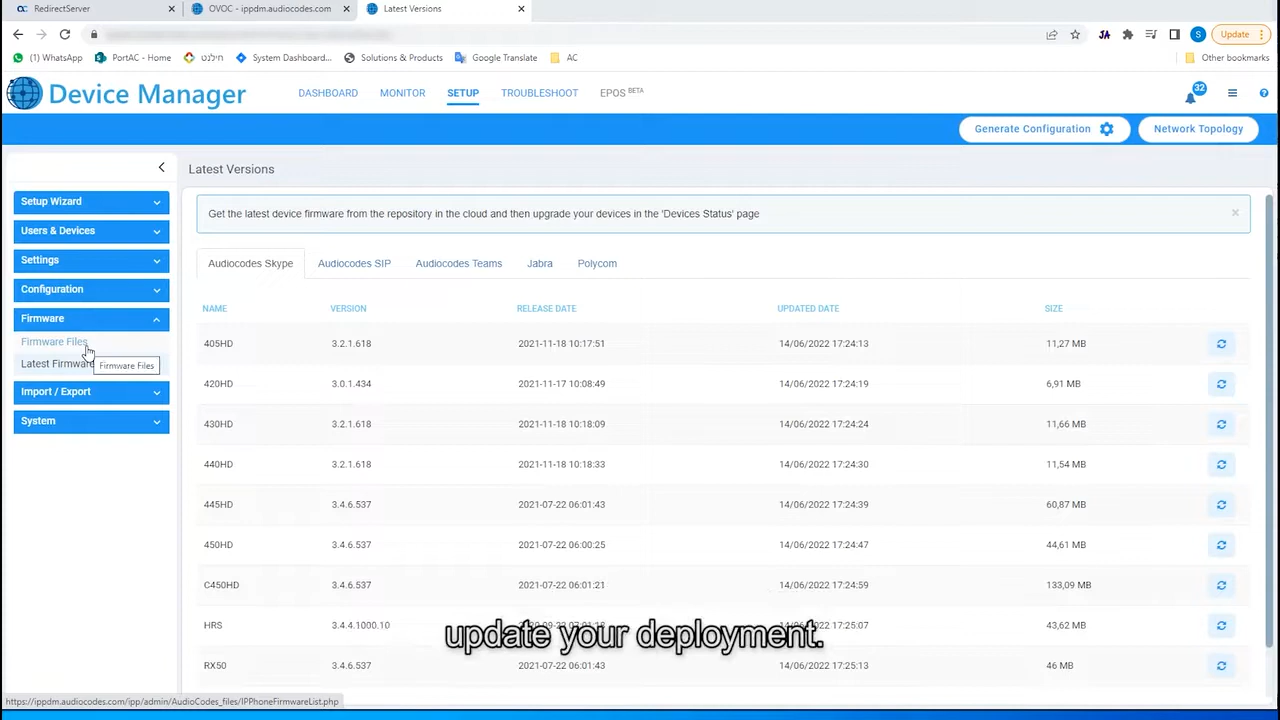 RedirectServer
OVOC - ippdm.audiocodes.com
Latest Versions
Update
(1) WhatsApp
PortAC - Home
חילנט
System Dashboard...
Solutions & Products
Google Translate
AC
Other bookmarks
Device Manager
DASHBOARD
MONITOR
SETUP
TROUBLESHOOT
EPOS BETA
32
Generate Configuration
Network Topology
Setup Wizard
Users & Devices
Settings
Configuration
Firmware
Firmware Files
Latest Firmware
Firmware Files
Import / Export
System
Latest Versions
Get the latest device firmware from the repository in the cloud and then upgrade your devices in the 'Devices Status' page
Audiocodes Skype Audiocodes SIP Audiocodes Teams Jabra Polycom
NAME VERSION RELEASE DATE UPDATED DATE SIZE
405HD 3.2.1.618 2021-11-18 10:17:51 14/06/2022 17:24:13 11,27 MB
420HD 3.0.1.434 2021-11-17 10:08:49 14/06/2022 17:24:19 6,91 MB
430HD 3.2.1.618 2021-11-18 10:18:09 14/06/2022 17:24:24 11,66 MB
440HD 3.2.1.618 2021-11-18 10:18:33 14/06/2022 17:24:30 11,54 MB
445HD 3.4.6.537 2021-07-22 06:01:43 14/06/2022 17:24:39 60,87 MB
450HD 3.4.6.537 2021-07-22 06:00:25 14/06/2022 17:24:47 44,61 MB
C450HD 3.4.6.537 2021-07-22 06:01:21 14/06/2022 17:24:59 133,09 MB
HRS 3.4.4.1000.10 17:25:07 43,62 MB
update your deployment.
RX50 3.4.6.537 2021-07-22 06:01:43 14/06/2022 17:25:13 46 MB
https://ippdm.audiocodes.com/ipp/admin/AudioCodes_files/IPPhoneFirmwareList.php